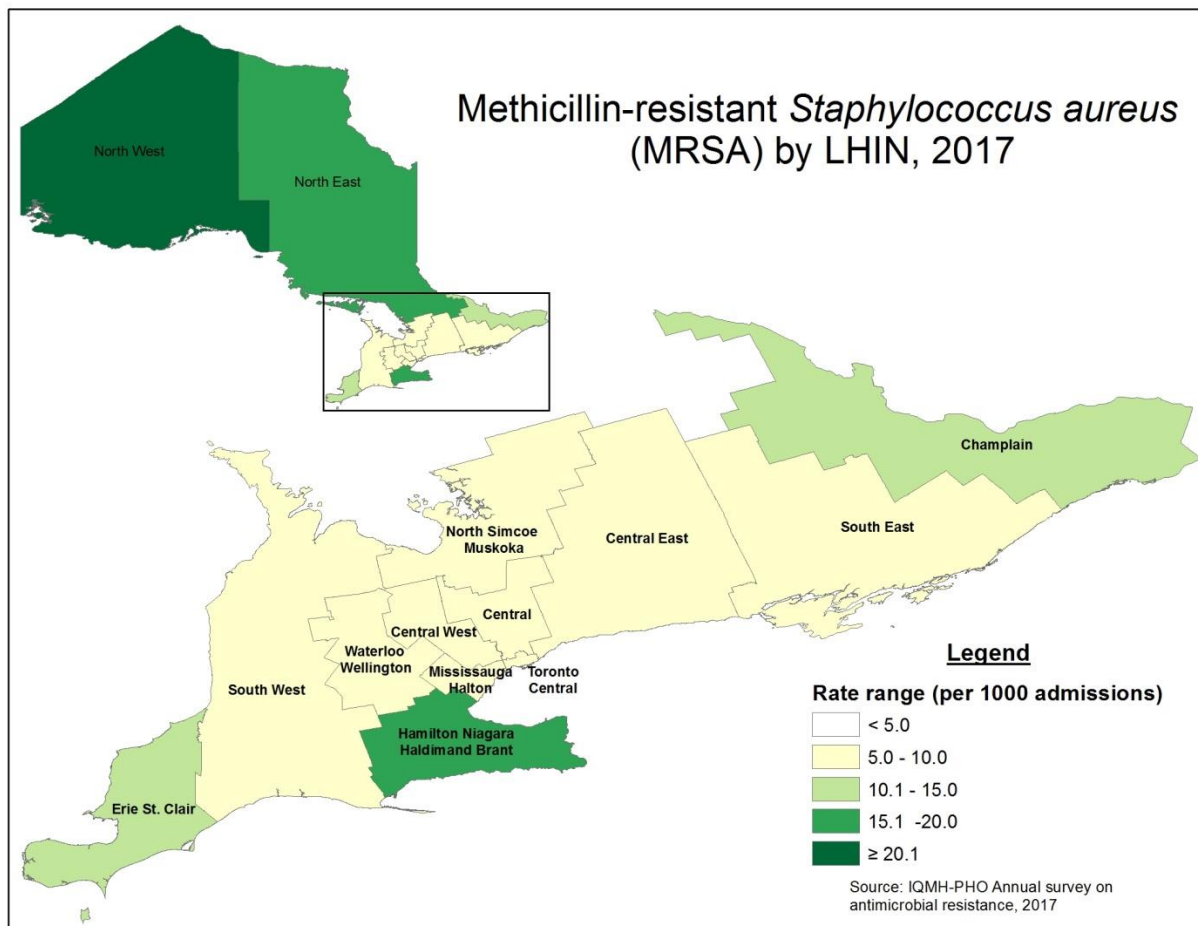 Methicillin-resistant Staphylococcus aureus
(MRSA) by LHIN, 2017
North West
North East
Champlain
South East
Central East
North Simcoe
Muskoka
Central
Central West
Waterloo
Wellington
Mississauga
Halton
Toronto
Central
South West
Hamilton Niagara
Haldimand Brant
Erie St. Clair
Legend
Rate range (per 1000 admissions)
< 5.0
5.0 - 10.0
10.1 - 15.0
15.1 -20.0
≥ 20.1
Source: IQMH-PHO Annual survey on
antimicrobial resistance, 2017